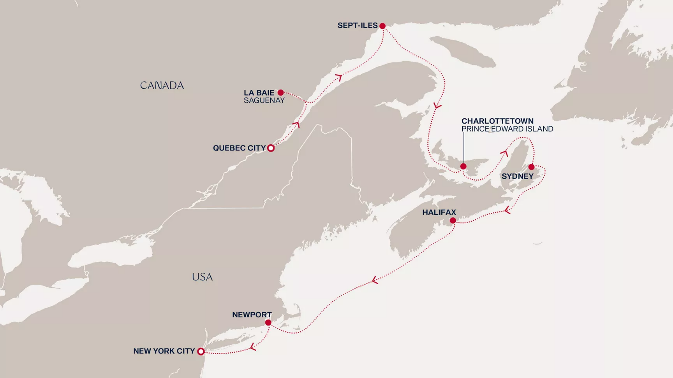 SEPT-ILES
CANADA
LA BAIE
SAGUENAY
CHARLOTTETOWN
PRINCE EDWARD ISLAND
QUEBEC CITY
SYDNEY
HALIFAX
USA
NEWPORT
NEW YORK CITY